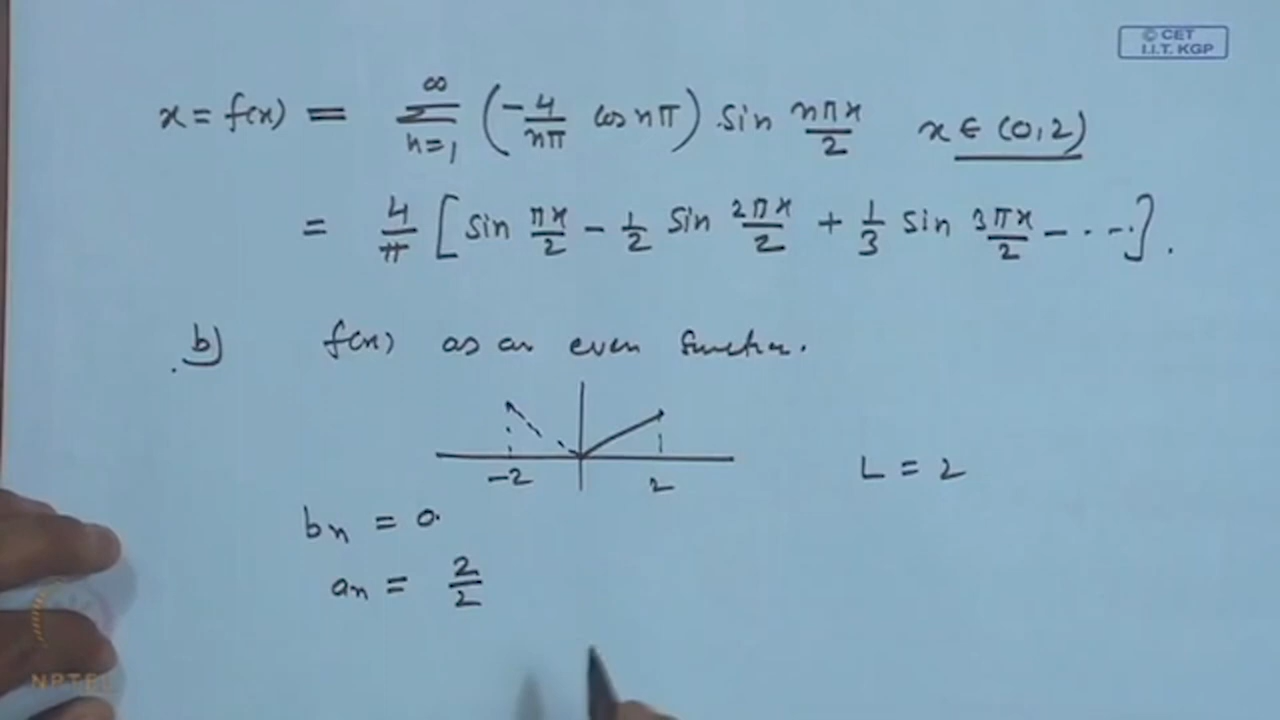 © CET
I.I.T. KGP
x = f(x) = ∞ Σ n=1 (-4/nπ cos nπ) sin nπx/2 x ∈ (0,2)
= 4/π [sin πx/2 - 1/2 sin 2πx/2 + 1/3 sin 3πx/2 - ...].
b) f(x) as an even function.
-2 2 L = 2
bn = 0.
an = 2/2
NPTEL